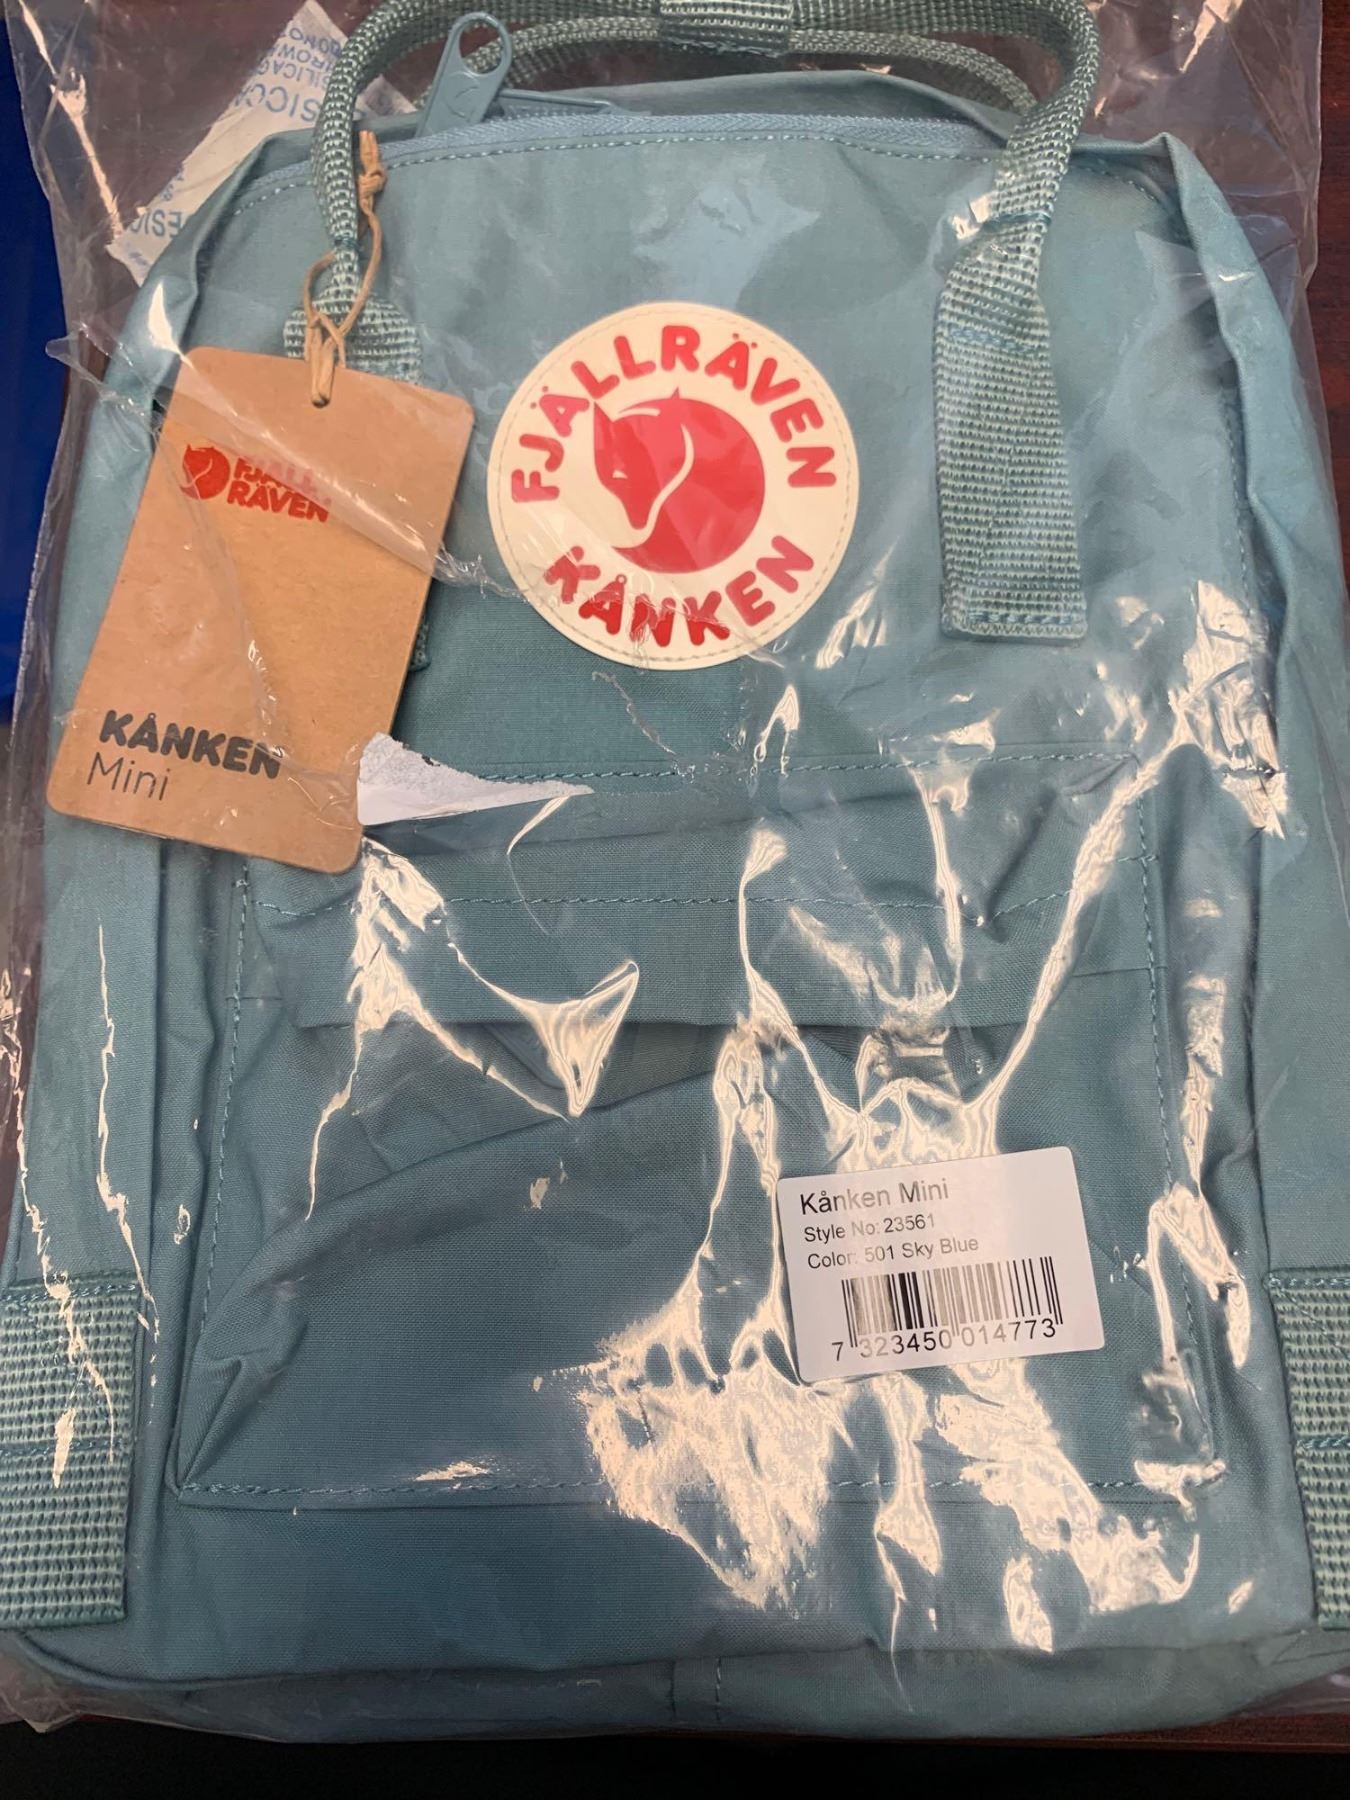 FJÄLLRÄVEN
KÅNKEN
FJÄLL
RÄVEN
KÅNKEN
Mini
Kånken Mini
Style No: 23561
Color: 501 Sky Blue
7 323450 014773